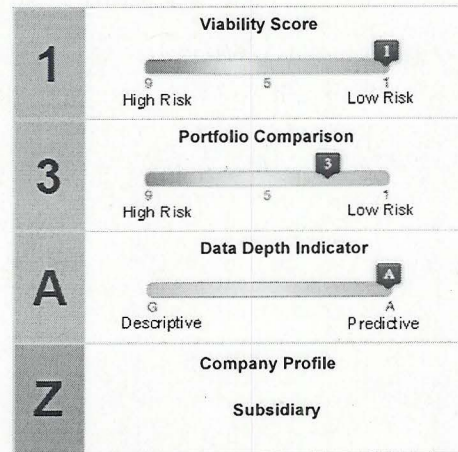 1
Viability Score
1
9 5 1
High Risk Low Risk
3
Portfolio Comparison
3
9 5 1
High Risk Low Risk
A
Data Depth Indicator
A
G A
Descriptive Predictive
Z
Company Profile
Subsidiary